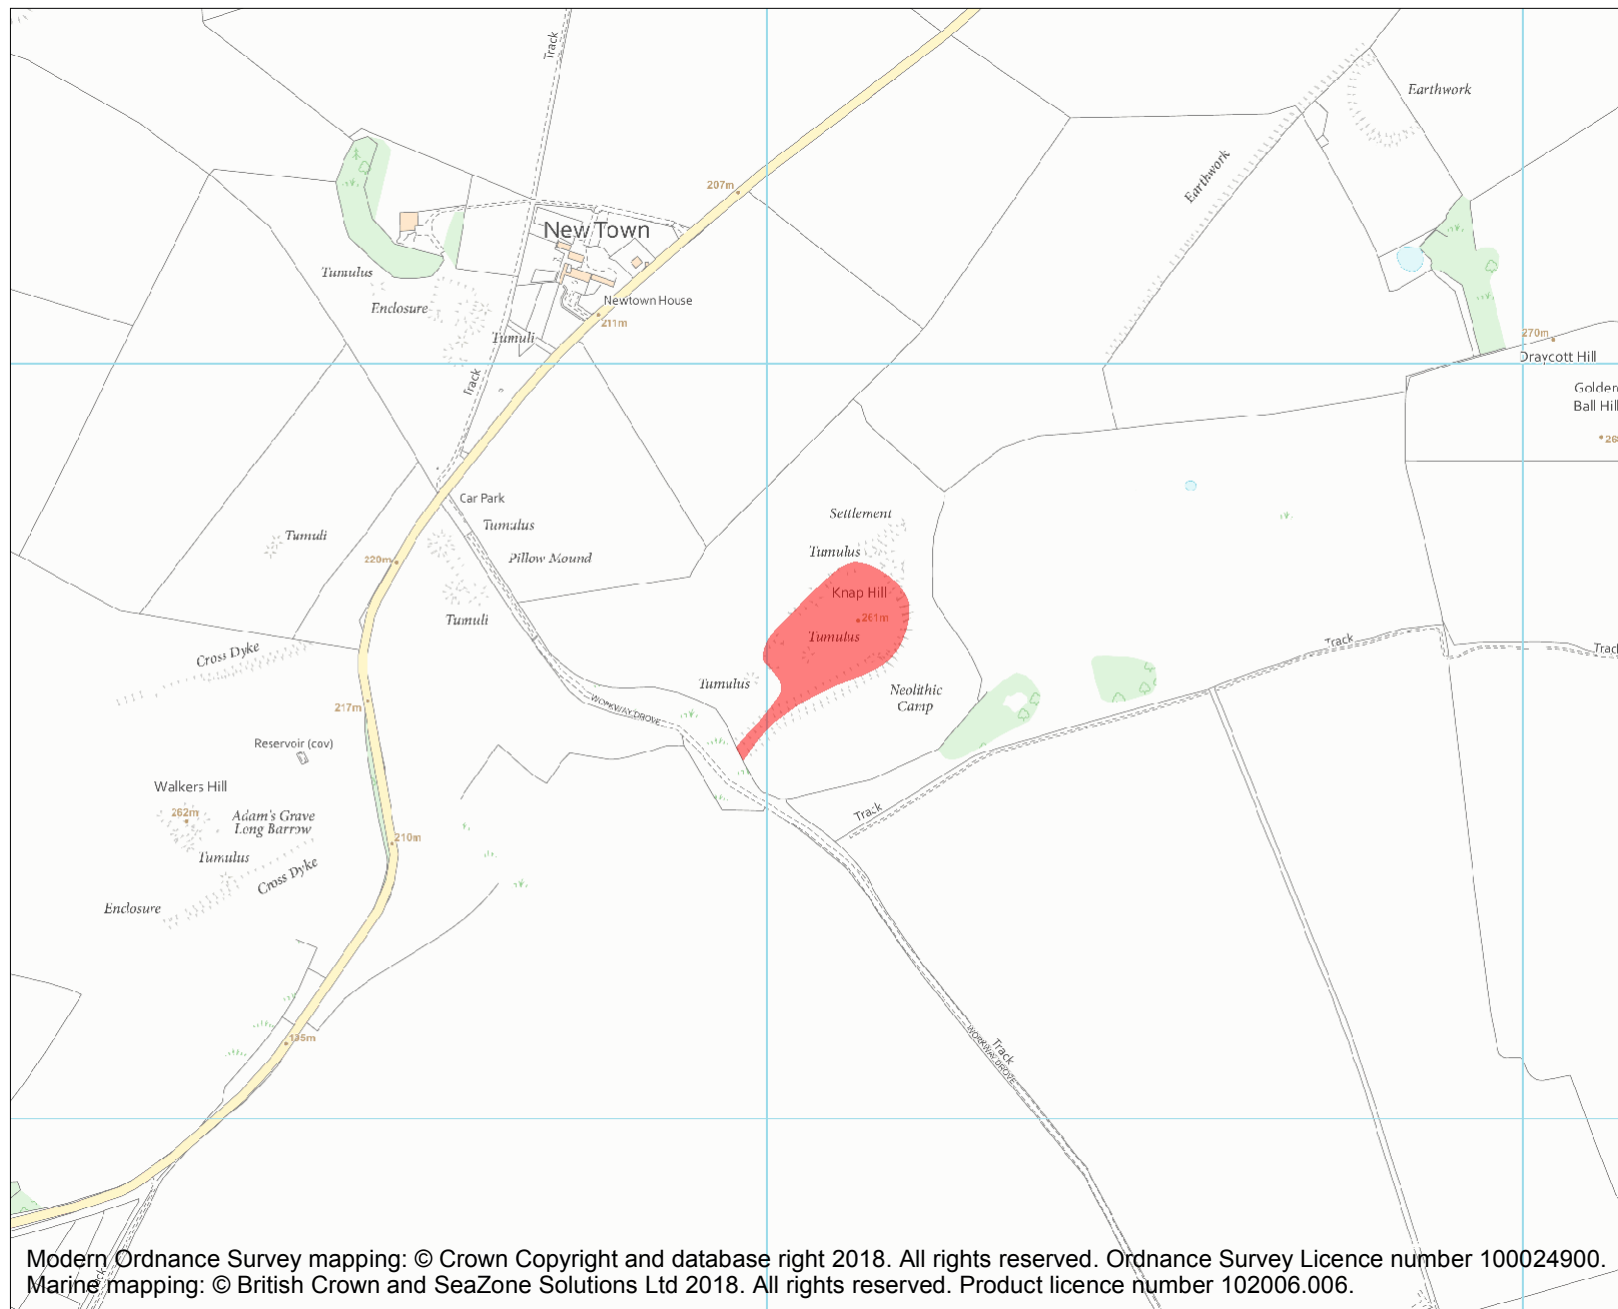 Track
Earthwork
Earthwork
207m
New Town
Tumulus
Enclosure
Newtown House
211m
Tumuli
270m
Draycott Hill
Track
Golden
Ball Hill
Car Park
Tumulus
Settlement
Tumuli
Pillow Mound
Tumulus
220m
Knap Hill
261m
Tumuli
Tumulus
Cross Dyke
Track
Tumulus
Neolithic
Camp
WORKWAY DROVE
217m
Reservoir (cov)
Walkers Hill
262m
Adam's Grave
Long Barrow
Track
210m
Tumulus
Cross Dyke
Enclosure
Track
WORKWAY DROVE
Modern Ordnance Survey mapping: © Crown Copyright and database right 2018. All rights reserved. Ordnance Survey Licence number 100024900.
Marine mapping: © British Crown and SeaZone Solutions Ltd 2018. All rights reserved. Product licence number 102006.006.